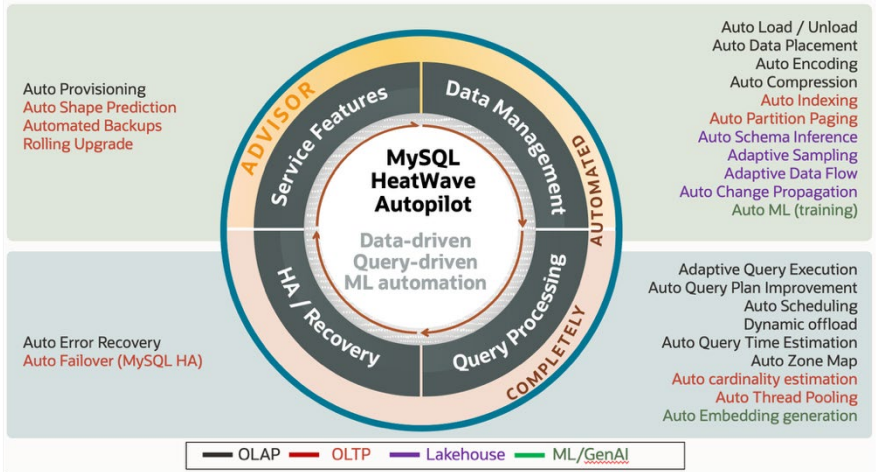 Auto Provisioning
Auto Shape Prediction
Automated Backups
Rolling Upgrade
ADVISOR
Service Features
Data Management
AUTOMATED
MySQL
HeatWave
Autopilot
Data-driven
Query-driven
ML automation
HA / Recovery
Query Processing
COMPLETELY
Auto Load / Unload
Auto Data Placement
Auto Encoding
Auto Compression
Auto Indexing
Auto Partition Paging
Auto Schema Inference
Adaptive Sampling
Adaptive Data Flow
Auto Change Propagation
Auto ML (training)
Auto Error Recovery
Auto Failover (MySQL HA)
Adaptive Query Execution
Auto Query Plan Improvement
Auto Scheduling
Dynamic offload
Auto Query Time Estimation
Auto Zone Map
Auto cardinality estimation
Auto Thread Pooling
Auto Embedding generation
OLAP OLTP Lakehouse ML/GenAI